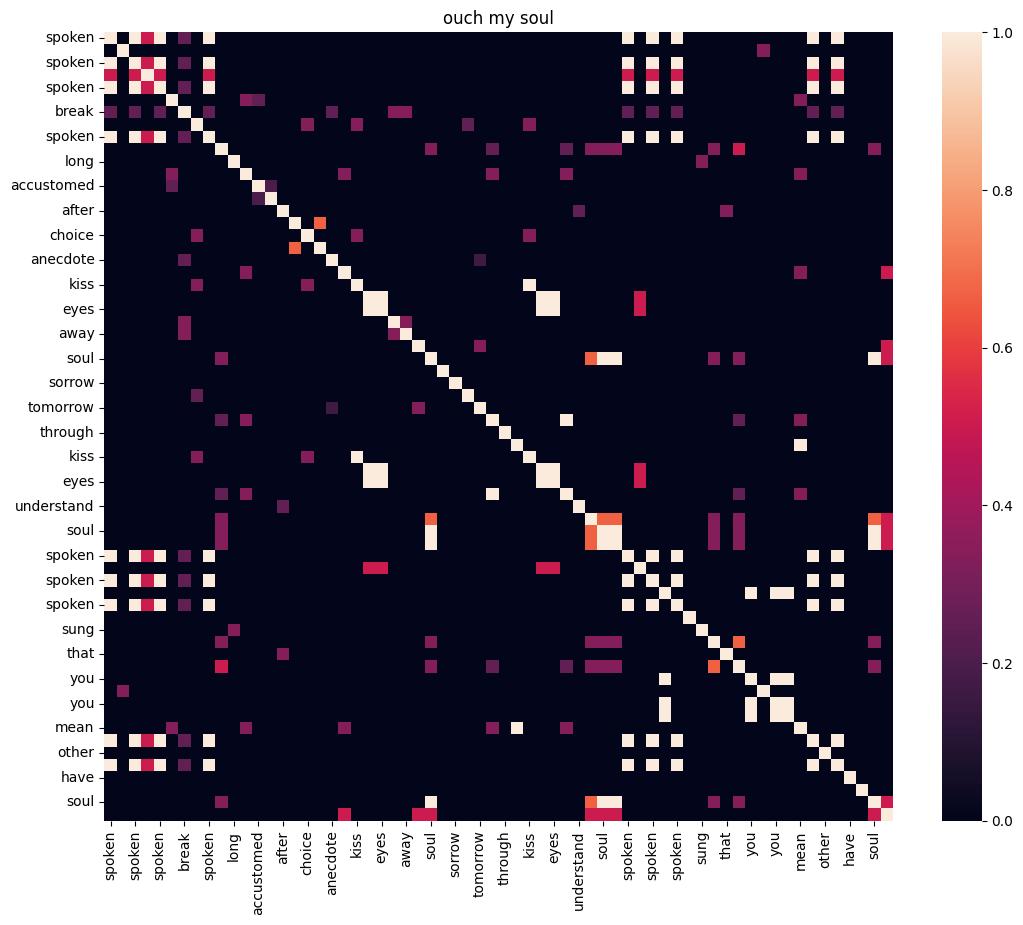 ouch my soul
spoken
spoken
spoken
break
spoken
long
accustomed
after
choice
anecdote
kiss
eyes
away
soul
sorrow
tomorrow
through
kiss
eyes
understand
soul
spoken
spoken
spoken
sung
that
you
you
mean
other
have
soul
spoken
spoken
spoken
break
spoken
long
accustomed
after
choice
anecdote
kiss
eyes
away
soul
sorrow
tomorrow
through
kiss
eyes
understand
soul
spoken
spoken
spoken
sung
that
you
you
mean
other
have
soul
1.0
0.8
0.6
0.4
0.2
0.0